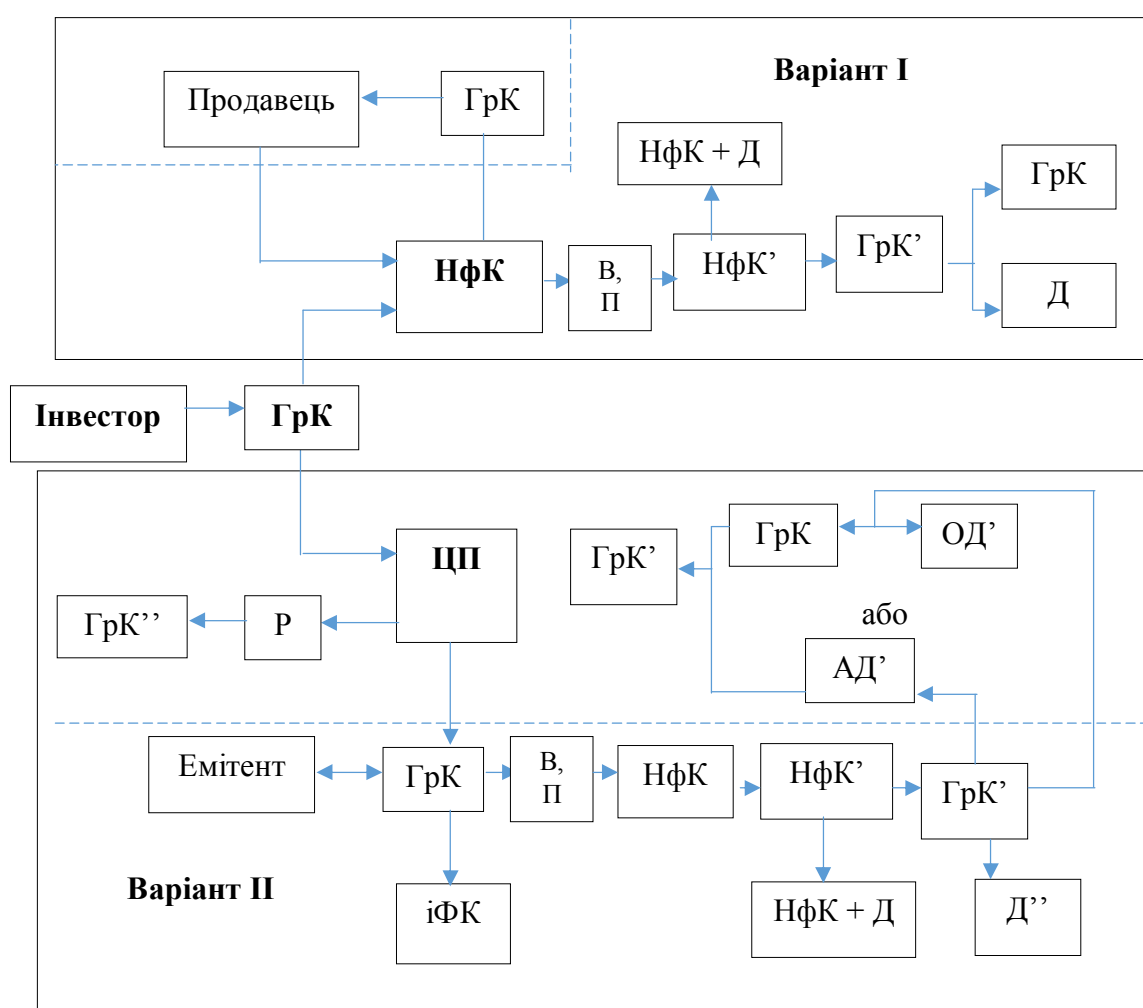 Варіант І
Продавець
ГрК
НфК + Д
ГрК
НфК
В,
П
НфК’
ГрК’
Д
Інвестор
ГрК
ЦП
ГрК’
ГрК
ОД’
ГрК’’
Р
або
АД’
Емітент
ГрК
В,
П
НфК
НфК’
ГрК’
Варіант ІІ
іФК
НфК + Д
Д’’